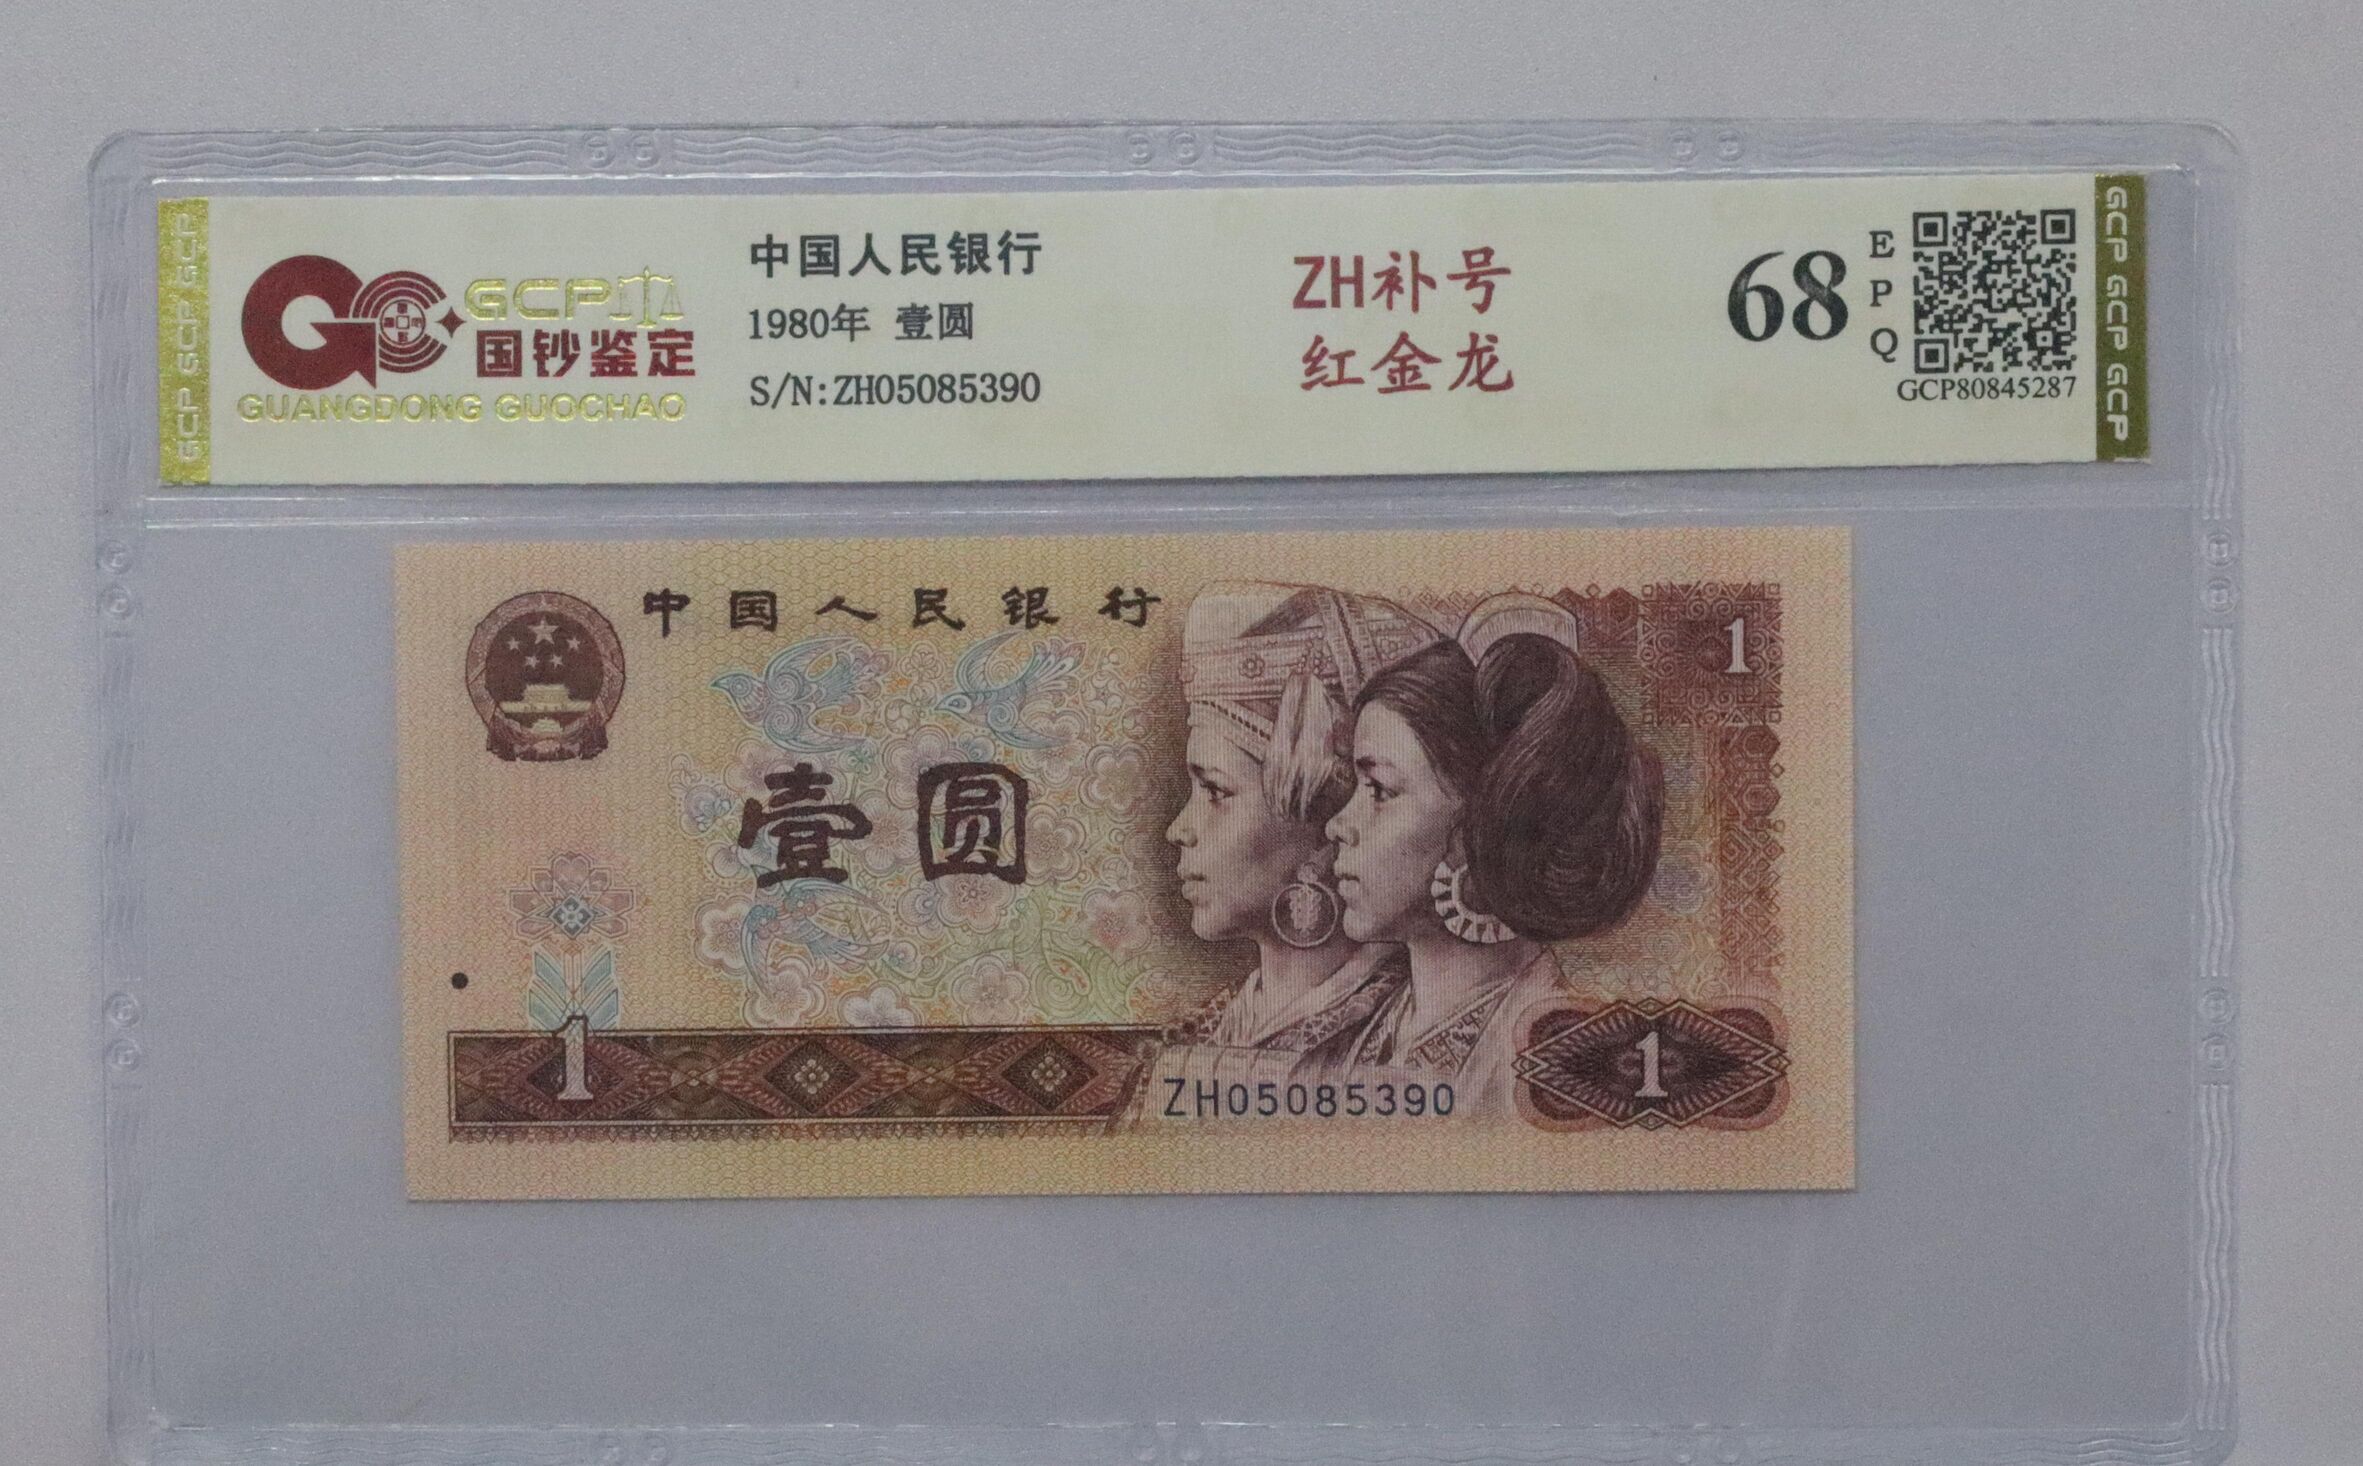 GCP GCP GCP
GCP
国钞鉴定
GUANGDONG GUOCHAO
中国人民银行
1980年 壹圆
S/N:ZH05085390
ZH补号
红金龙
68
EPQ
GCP80845287
GCP GCP GCP
中国人民银行
1
壹圆
1
1
ZH05085390